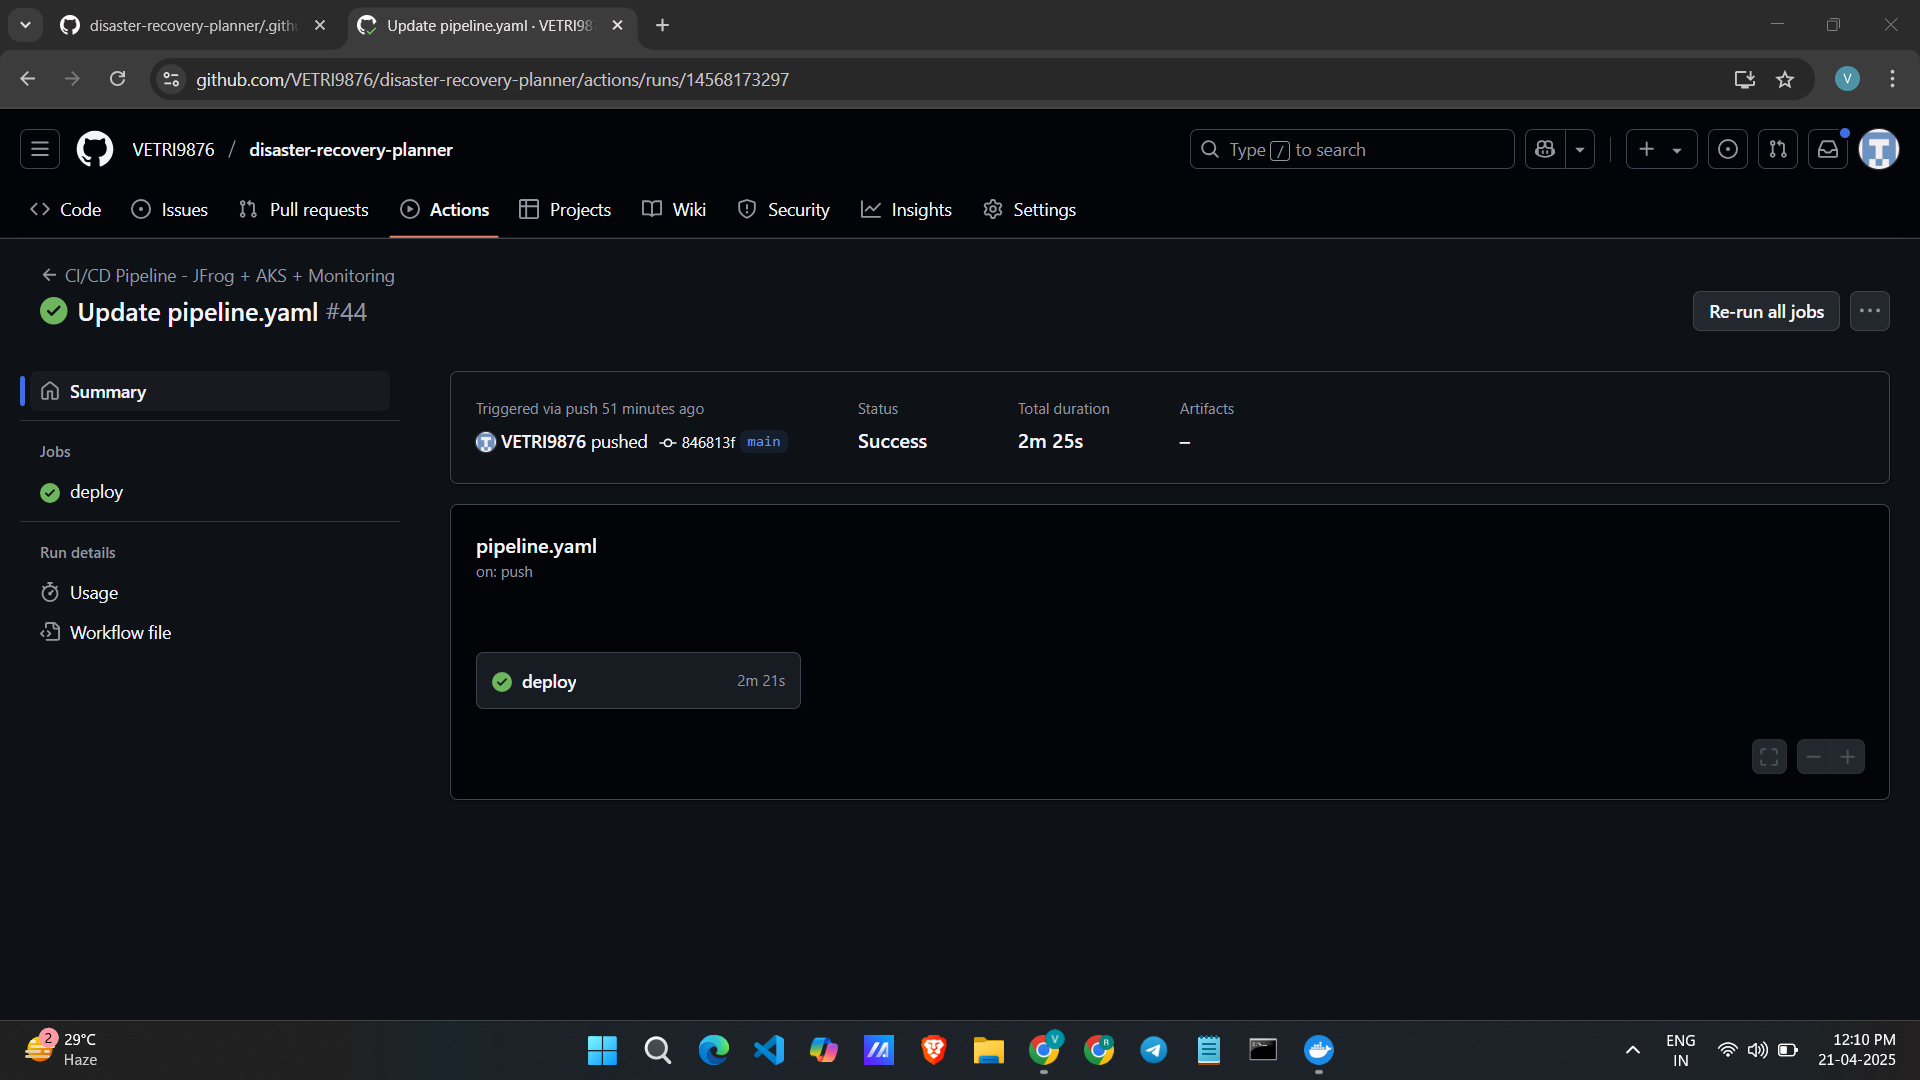 disaster-recovery-planner/.gith
Update pipeline.yaml · VETRI98
github.com/VETRI9876/disaster-recovery-planner/actions/runs/14568173297
V
VETRI9876 / disaster-recovery-planner
Type / to search
Code
Issues
Pull requests
Actions
Projects
Wiki
Security
Insights
Settings
CI/CD Pipeline - JFrog + AKS + Monitoring
Update pipeline.yaml #44
Re-run all jobs
Summary
Jobs
deploy
Run details
Usage
Workflow file
Triggered via push 51 minutes ago
VETRI9876 pushed 846813f main
Status
Success
Total duration
2m 25s
Artifacts
–
pipeline.yaml
on: push
deploy 2m 21s
2
29°C
Haze
V
R
ENG
IN
12:10 PM
21-04-2025